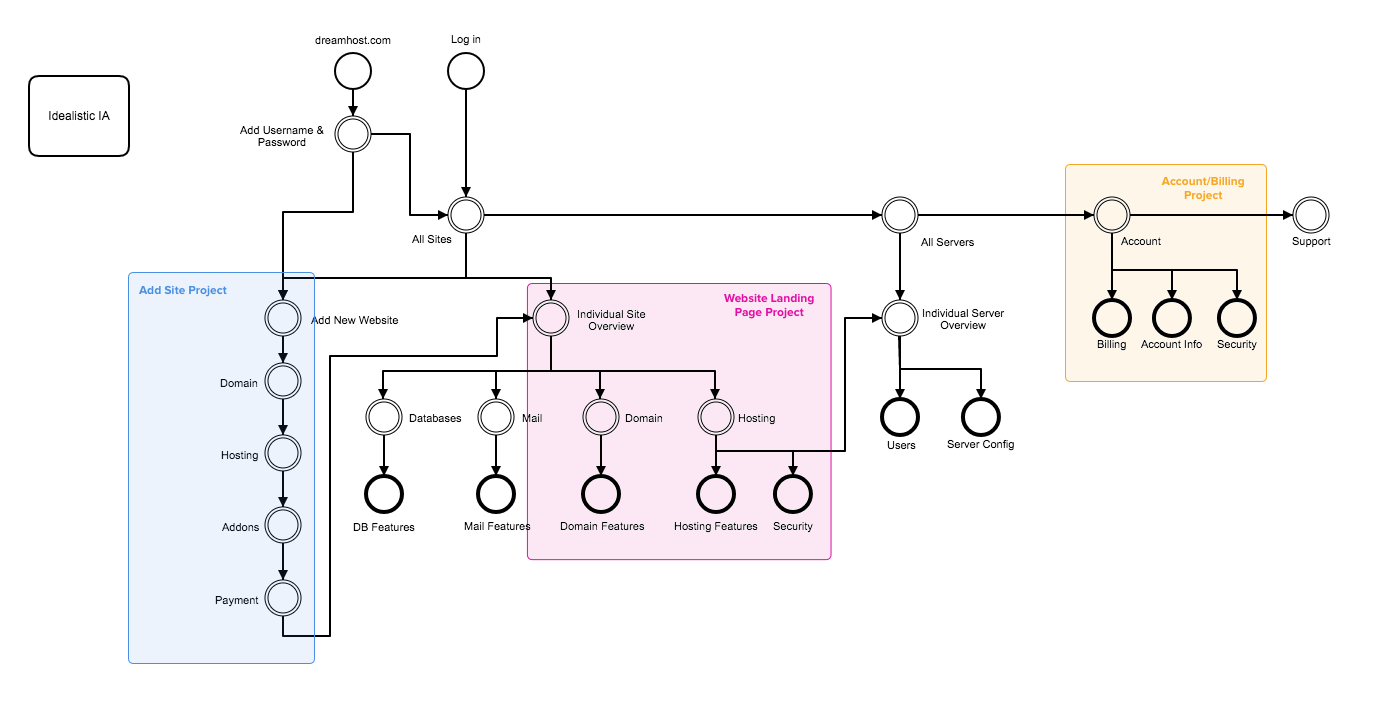 dreamhost.com
Log in
Idealistic IA
Add Username &
Password
Account/Billing
Project
All Sites
All Servers
Account
Support
Add Site Project
Website Landing
Page Project
Add New Website
Individual Site
Overview
Individual Server
Overview
Billing
Account Info
Security
Domain
Databases
Mail
Domain
Hosting
Users
Server Config
Hosting
Addons
DB Features
Mail Features
Domain Features
Hosting Features
Security
Payment